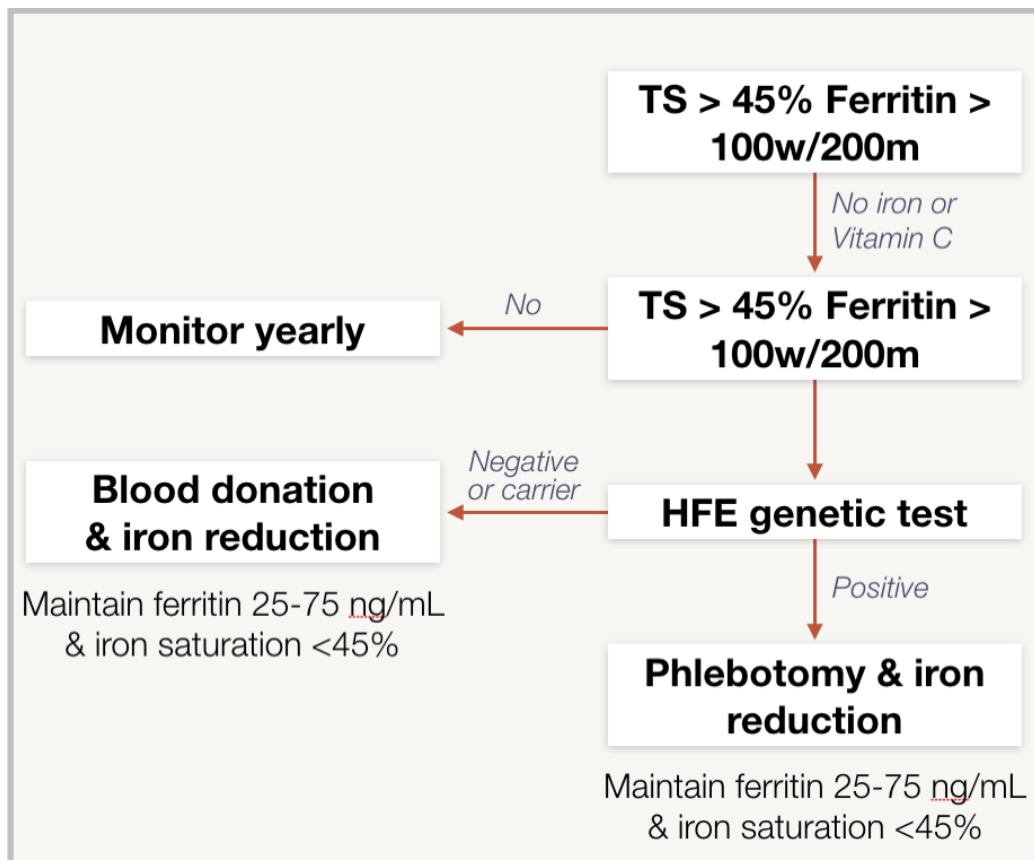 TS > 45% Ferritin >
100w/200m
No iron or
Vitamin C
TS > 45% Ferritin >
100w/200m
No
Monitor yearly
HFE genetic test
Negative
or carrier
Blood donation
& iron reduction
Maintain ferritin 25-75 ng/mL
& iron saturation <45%
Positive
Phlebotomy & iron
reduction
Maintain ferritin 25-75 ng/mL
& iron saturation <45%